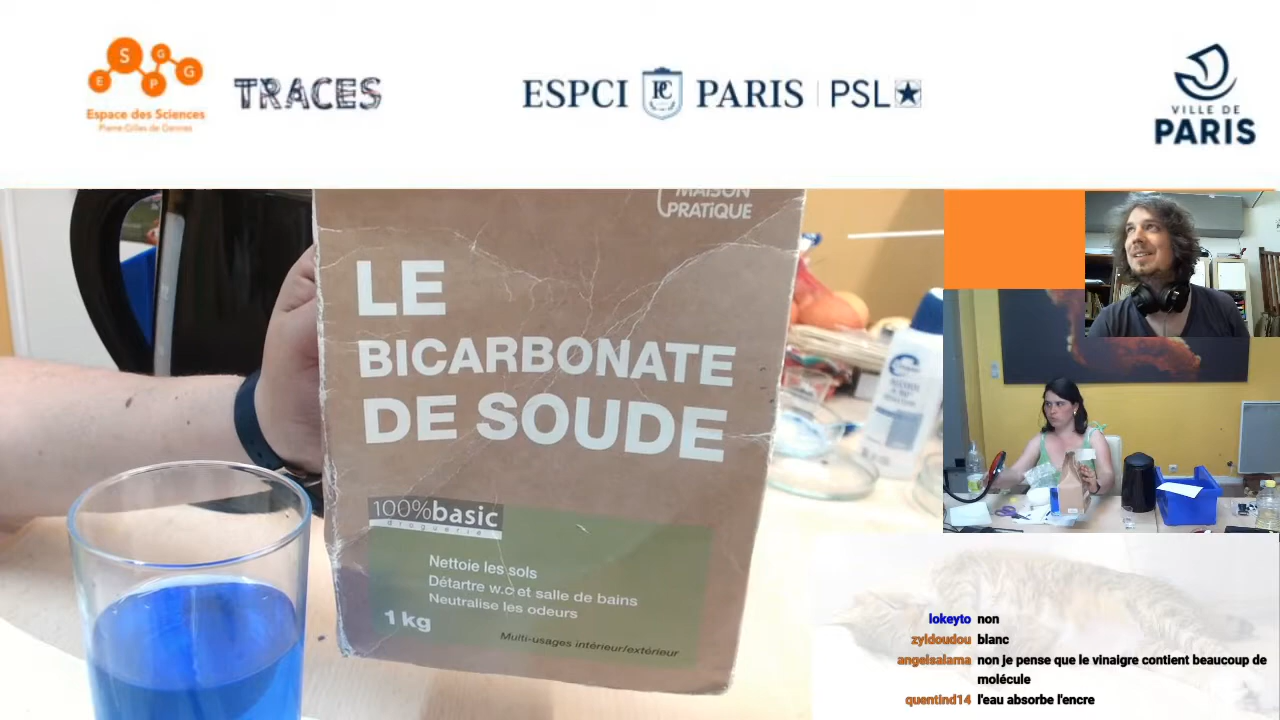 S
G
E
P
G
Espace des Sciences
Pierre-Gilles de Gennes
TRACES
ESPCI PARIS PSL
VILLE DE
PARIS
MAISON
PRATiQUE
LE
BICARBONATE
DE SOUDE
100%basic
droguerie
Nettoie les sols
Détartre w.c et salle de bains
Neutralise les odeurs
1 kg
Multi-usages intérieur/extérieur
lokeyto non
zyldoudou blanc
angelsalama non je pense que le vinaigre contient beaucoup de
molécule
quentind14 l'eau absorbe l'encre